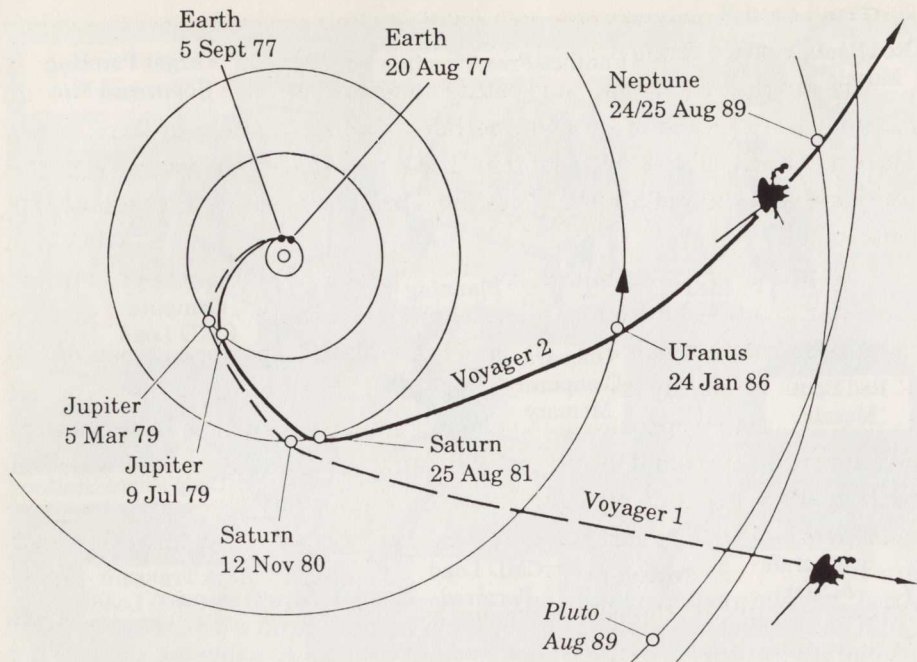 Earth
5 Sept 77
Earth
20 Aug 77
Neptune
24/25 Aug 89
Voyager 2
Uranus
24 Jan 86
Jupiter
5 Mar 79
Jupiter
9 Jul 79
Saturn
25 Aug 81
Saturn
12 Nov 80
Voyager 1
Pluto
Aug 89